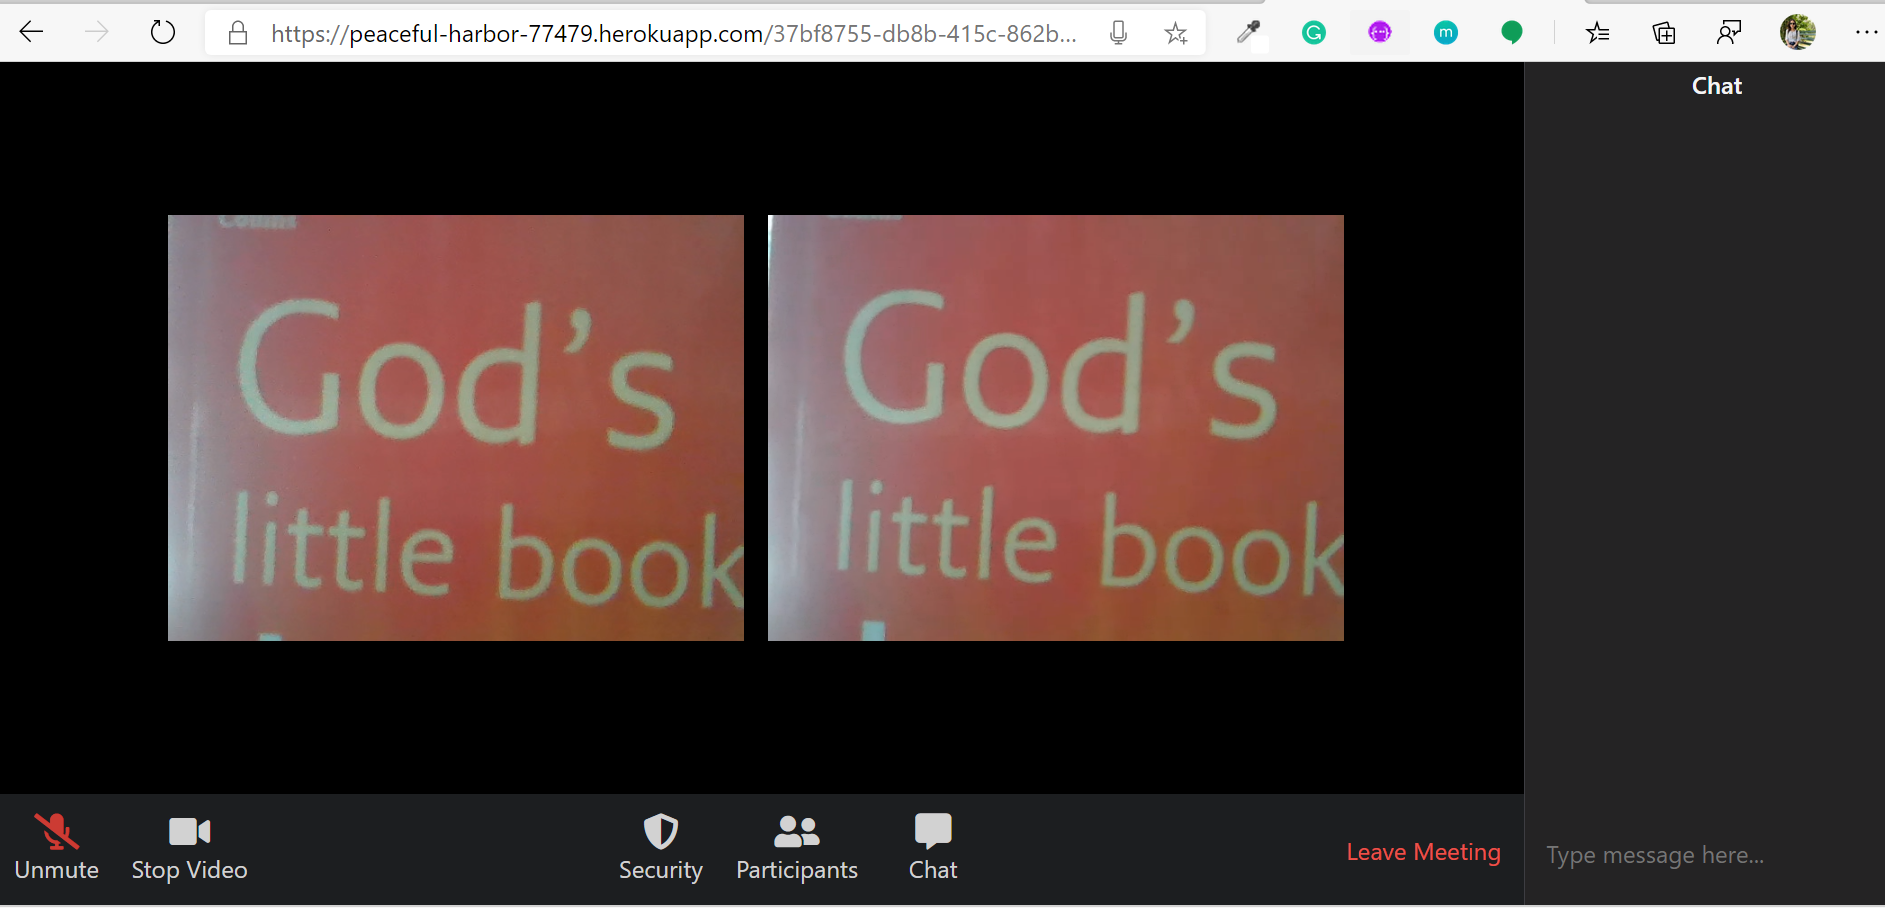 https://peaceful-harbor-77479.herokuapp.com/37bf8755-db8b-415c-862b...
G
m
Chat
Collins
God's
little book
God's
little book
Unmute
Stop Video
Security
Participants
Chat
Leave Meeting
Type message here...